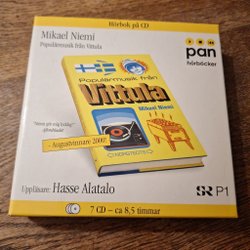 Hörbok på CD
Mikael Niemi
Populärmusik från Vittula
pan
hörböcker
Populärmusik från
Vittula
Mikael Niemi
- Augustvinnare 2000!
Uppläsare: Hasse Alatalo
SR P1
7 CD – ca 8,5 timmar